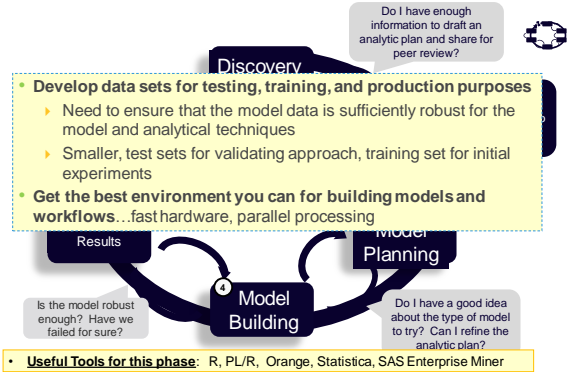 Do I have enough
information to draft an
analytic plan and share for
peer review?
Discovery
• Develop data sets for testing, training, and production purposes
Need to ensure that the model data is sufficiently robust for the
model and analytical techniques
Smaller, test sets for validating approach, training set for initial
experiments
• Get the best environment you can for building models and
workflows…fast hardware, parallel processing
Results
Model
Planning
4
Model
Building
Is the model robust
enough? Have we
failed for sure?
Do I have a good idea
about the type of model
to try? Can I refine the
analytic plan?
• Useful Tools for this phase: R, PL/R, Orange, Statistica, SAS Enterprise Miner